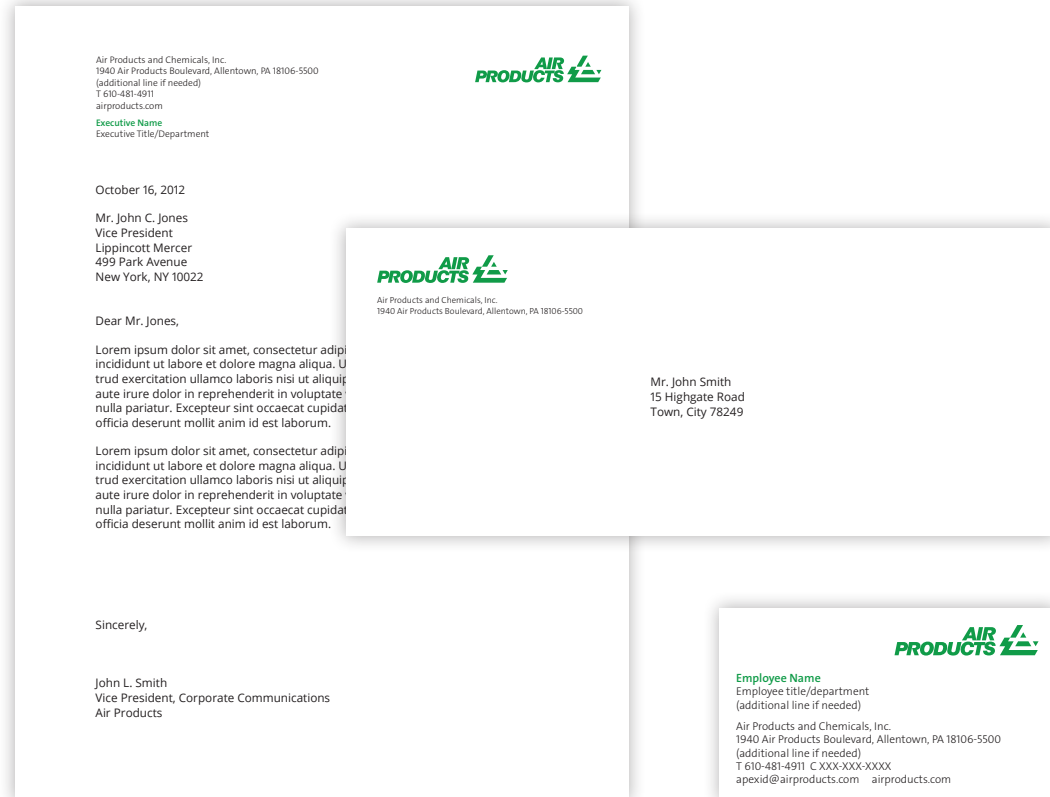 Air Products and Chemicals, Inc.
1940 Air Products Boulevard, Allentown, PA 18106-5500
(additional line if needed)
T 610-481-4911
airproducts.com
Executive Name
Executive Title/Department
AIR
PRODUCTS
October 16, 2012
Mr. John C. Jones
Vice President
Lippincott Mercer
499 Park Avenue
New York, NY 10022
Dear Mr. Jones,
Lorem ipsum dolor sit amet, consectetur adipi
incididunt ut labore et dolore magna aliqua. U
trud exercitation ullamco laboris nisi ut aliquip
aute irure dolor in reprehenderit in voluptate
nulla pariatur. Excepteur sint occaecat cupidat
officia deserunt mollit anim id est laborum.
Lorem ipsum dolor sit amet, consectetur adipi
incididunt ut labore et dolore magna aliqua. U
trud exercitation ullamco laboris nisi ut aliquip
aute irure dolor in reprehenderit in voluptate
nulla pariatur. Excepteur sint occaecat cupidat
officia deserunt mollit anim id est laborum.
Sincerely,
John L. Smith
Vice President, Corporate Communications
Air Products
AIR
PRODUCTS
Air Products and Chemicals, Inc.
1940 Air Products Boulevard, Allentown, PA 18106-5500
Mr. John Smith
15 Highgate Road
Town, City 78249
AIR
PRODUCTS
Employee Name
Employee title/department
(additional line if needed)
Air Products and Chemicals, Inc.
1940 Air Products Boulevard, Allentown, PA 18106-5500
(additional line if needed)
T 610-481-4911 C XXX-XXX-XXXX
apexid@airproducts.com airproducts.com